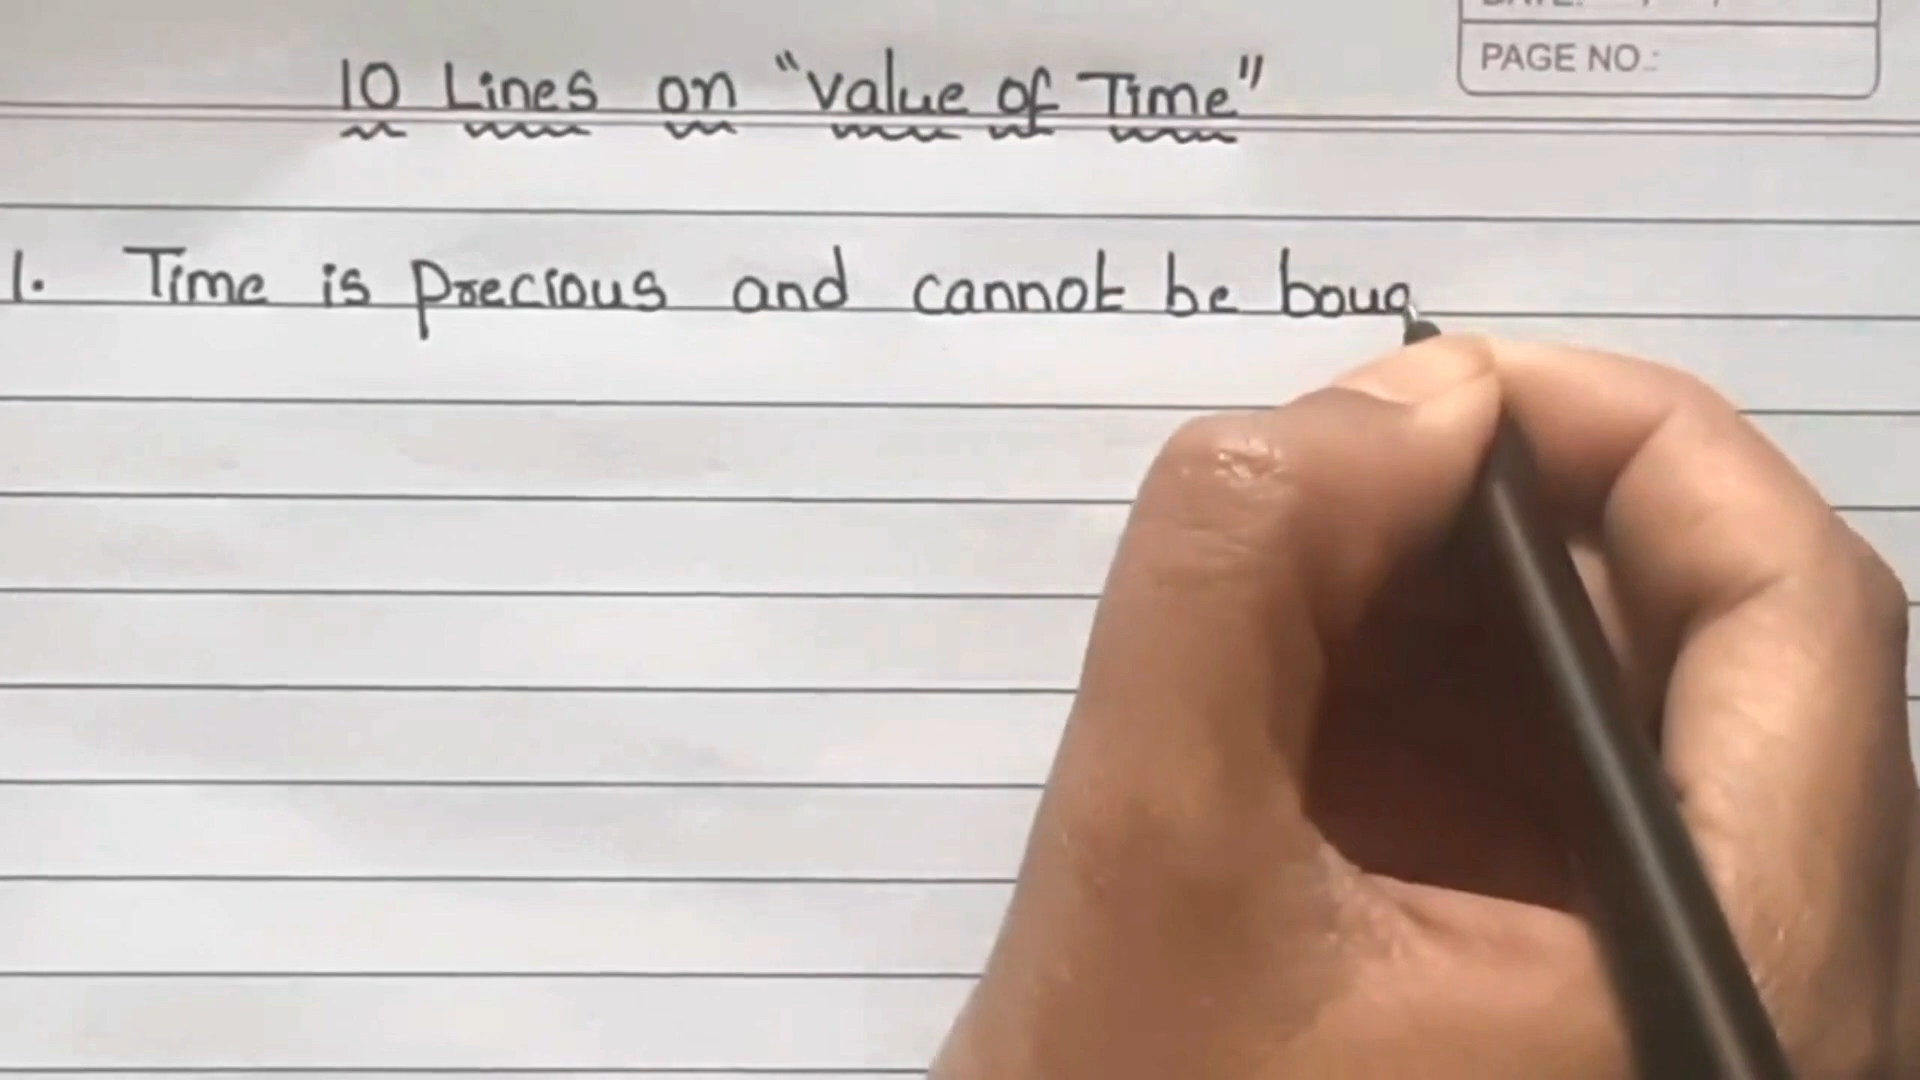 PAGE NO.:
10 Lines on "Value of Time"
1. Time is precious and cannot be boug